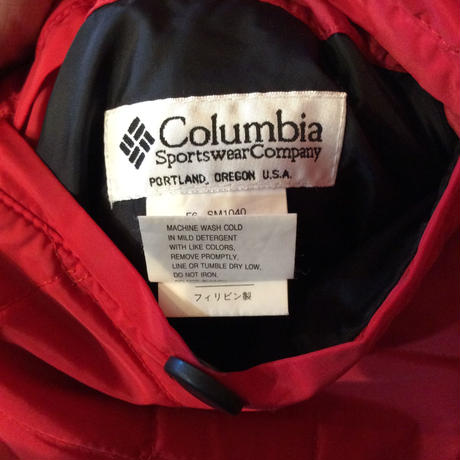 Columbia
SportswearCompany
PORTLAND, OREGON U.S.A.
SM1040
MACHINE WASH COLD
IN MILD DETERGENT
WITH LIKE COLORS,
REMOVE PROMPTLY,
LINE OR TUMBLE DRY LOW,
DO NOT IRON.
フィリピン製